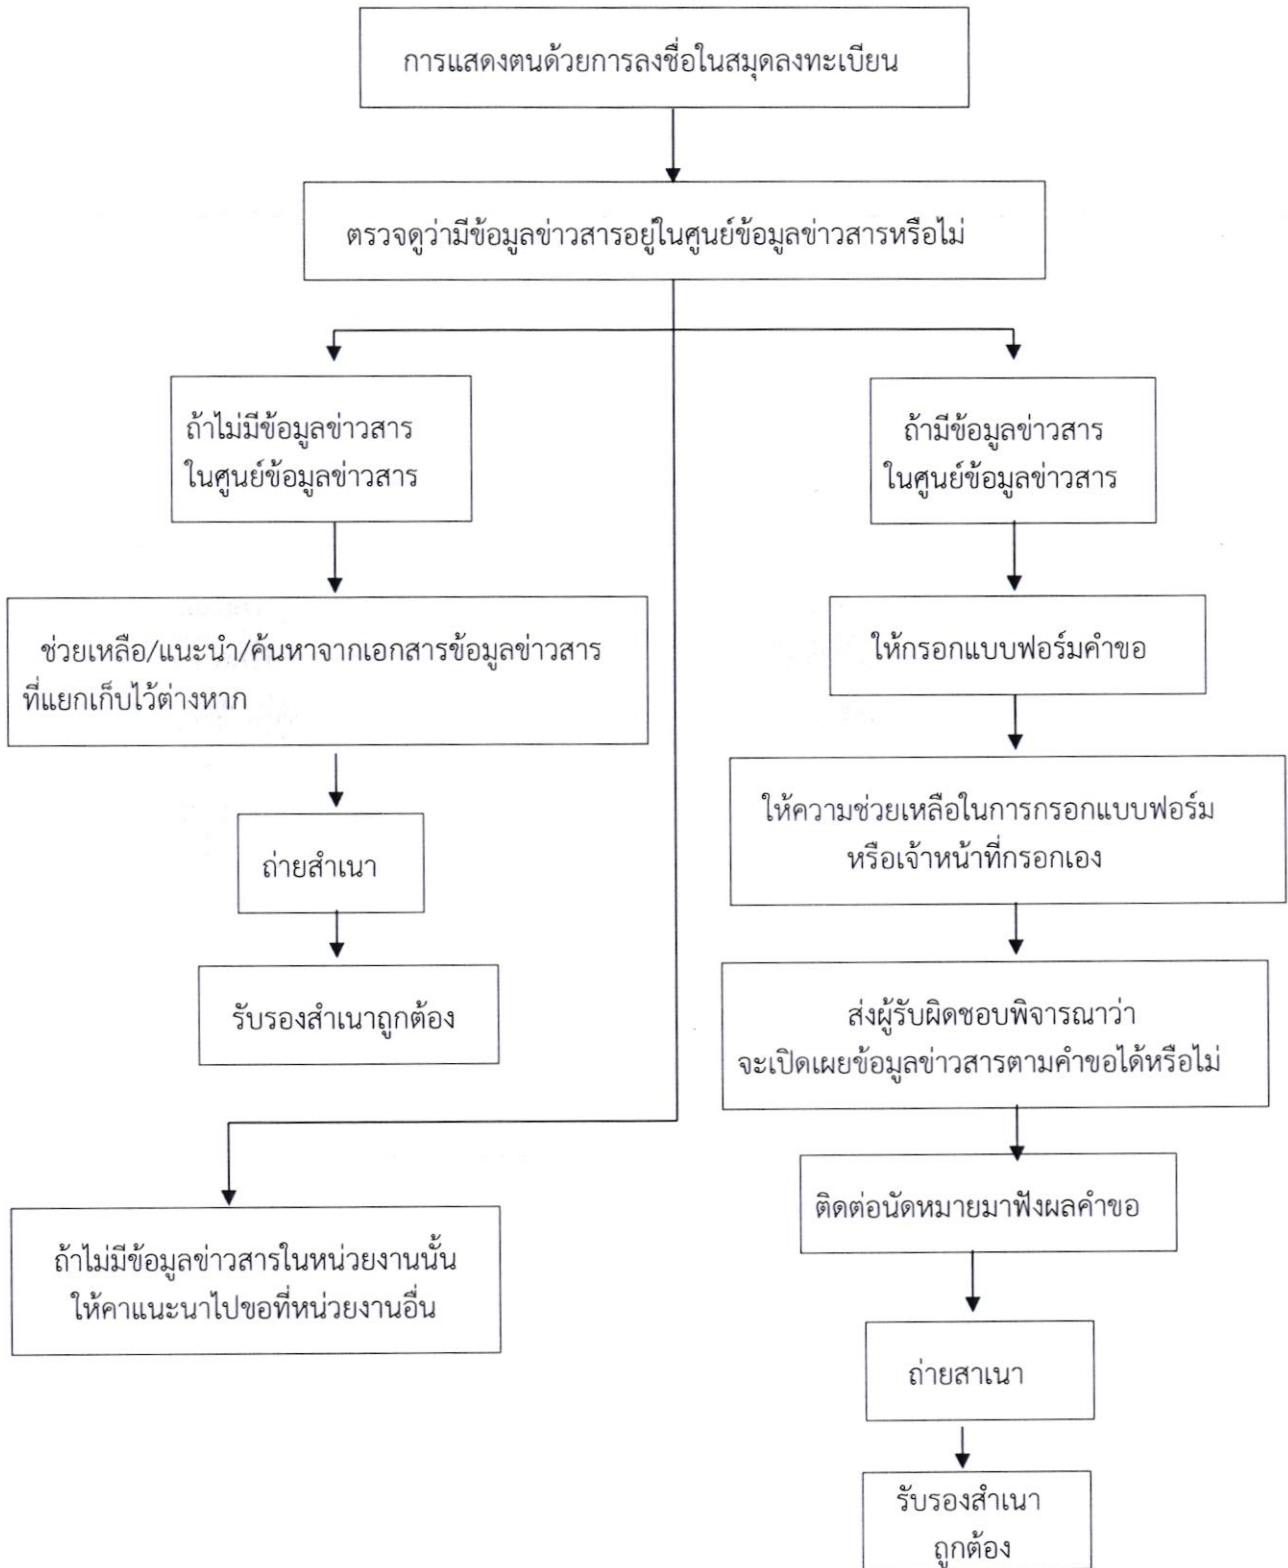 การแสดงตนด้วยการลงชื่อในสมุดลงทะเบียน
ตรวจดูว่ามีข้อมูลข่าวสารอยู่ในศูนย์ข้อมูลข่าวสารหรือไม่
ถ้าไม่มีข้อมูลข่าวสาร
ในศูนย์ข้อมูลข่าวสาร
ช่วยเหลือ/แนะนำ/ค้นหาจากเอกสารข้อมูลข่าวสาร
ที่แยกเก็บไว้ต่างหาก
ถ่ายสำเนา
รับรองสำเนาถูกต้อง
ถ้าไม่มีข้อมูลข่าวสารในหน่วยงานนั้น
ให้คาแนะนาไปขอที่หน่วยงานอื่น
ถ้ามีข้อมูลข่าวสาร
ในศูนย์ข้อมูลข่าวสาร
ให้กรอกแบบฟอร์มคำขอ
ให้ความช่วยเหลือในการกรอกแบบฟอร์ม
หรือเจ้าหน้าที่กรอกเอง
ส่งผู้รับผิดชอบพิจารณาว่า
จะเปิดเผยข้อมูลข่าวสารตามคำขอได้หรือไม่
ติดต่อนัดหมายมาฟังผลคำขอ
ถ่ายสาเนา
รับรองสำเนา
ถูกต้อง